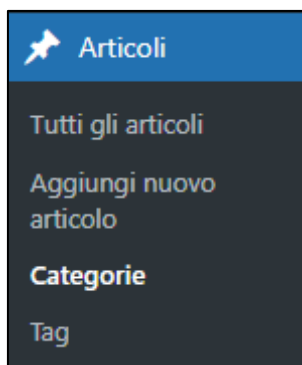 Articoli
Tutti gli articoli
Aggiungi nuovo
articolo
Categorie
Tag